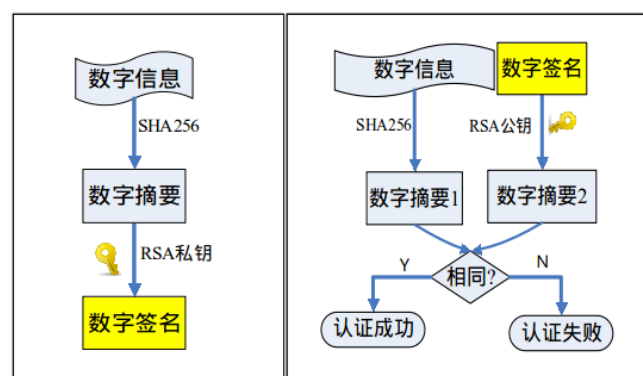 数字信息
SHA256
数字摘要
RSA私钥
数字签名
数字信息
数字签名
SHA256
RSA公钥
数字摘要1
数字摘要2
相同?
Y
N
认证成功
认证失败